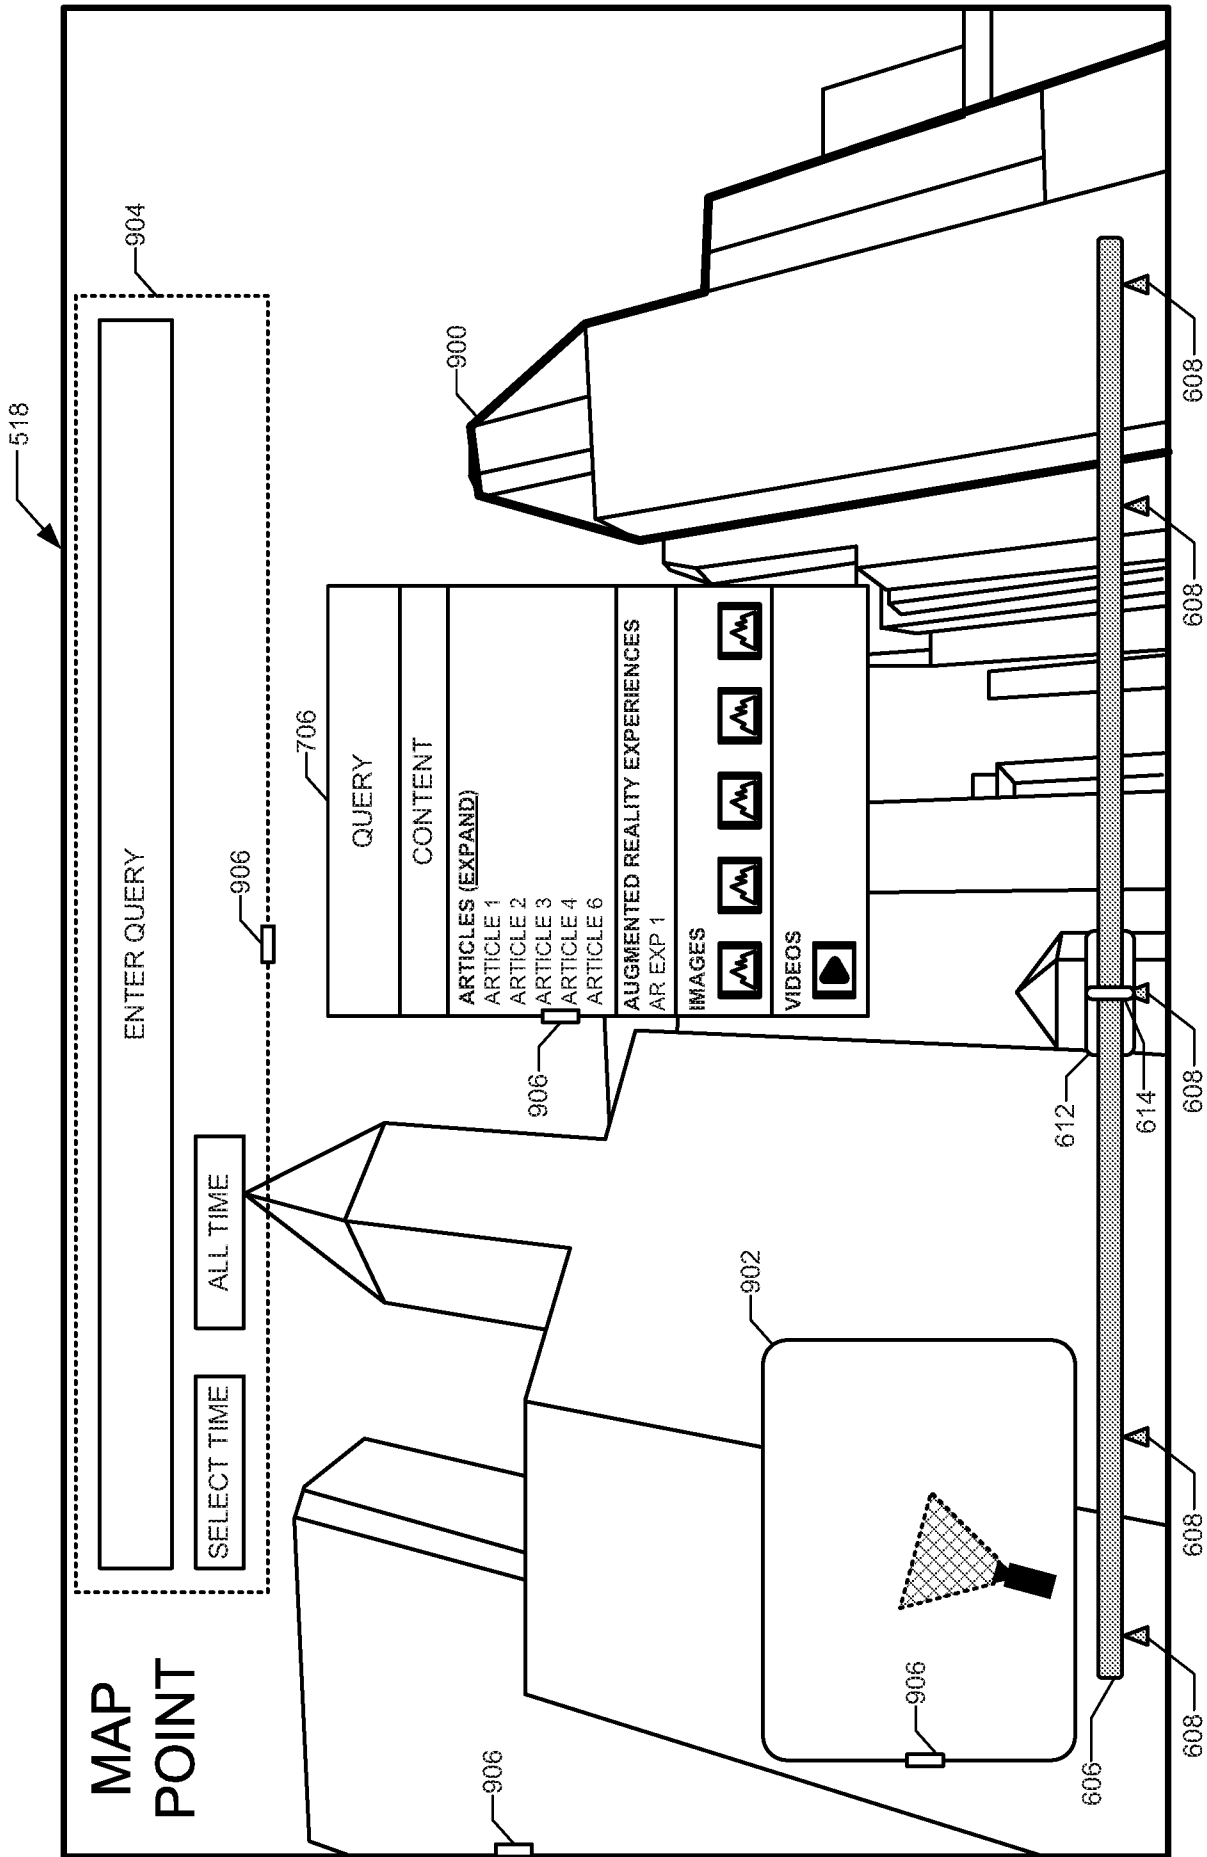 518
MAP
POINT
904
ENTER QUERY
SELECT TIME
ALL TIME
906
706
QUERY
CONTENT
ARTICLES (EXPAND)
ARTICLE 1
ARTICLE 2
ARTICLE 3
ARTICLE 4
ARTICLE 6
AUGMENTED REALITY EXPERIENCES
AR EXP 1
IMAGES
VIDEOS
900
906
906
902
906
612
606
614
608
608
608
608
608